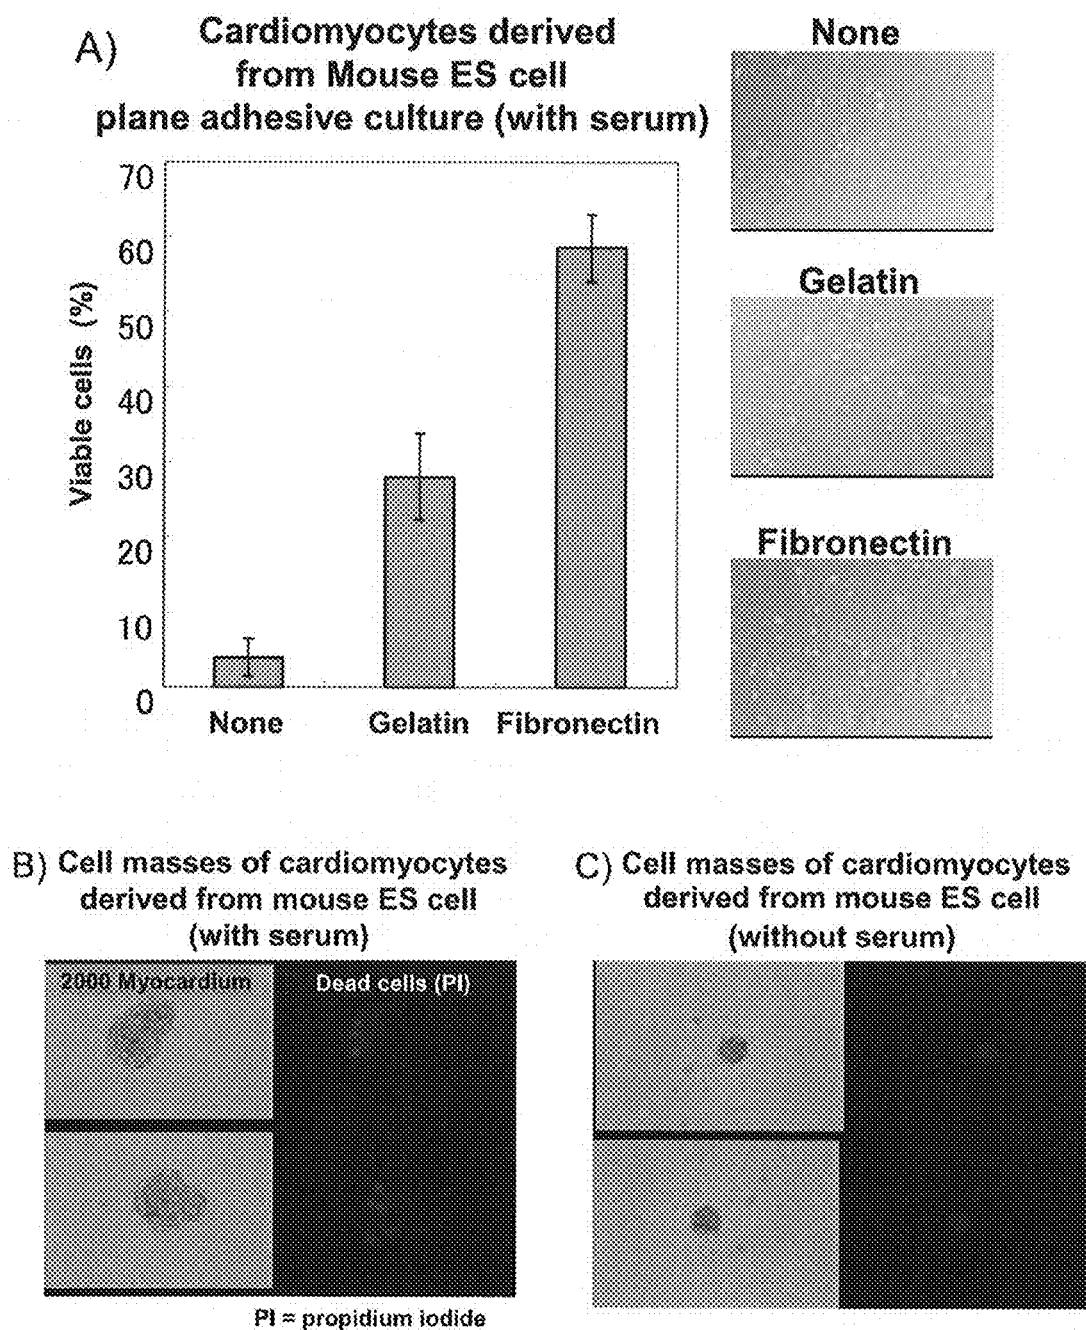 A) Cardiomyocytes derived
from Mouse ES cell
plane adhesive culture (with serum)
70
60
50
40
30
20
10
0
Viable cells (%)
None
Gelatin
Fibronectin
None
Gelatin
Fibronectin
B) Cell masses of cardiomyocytes
derived from mouse ES cell
(with serum)
2000 Myocardium
Dead cells (PI)
PI = propidium iodide
C) Cell masses of cardiomyocytes
derived from mouse ES cell
(without serum)